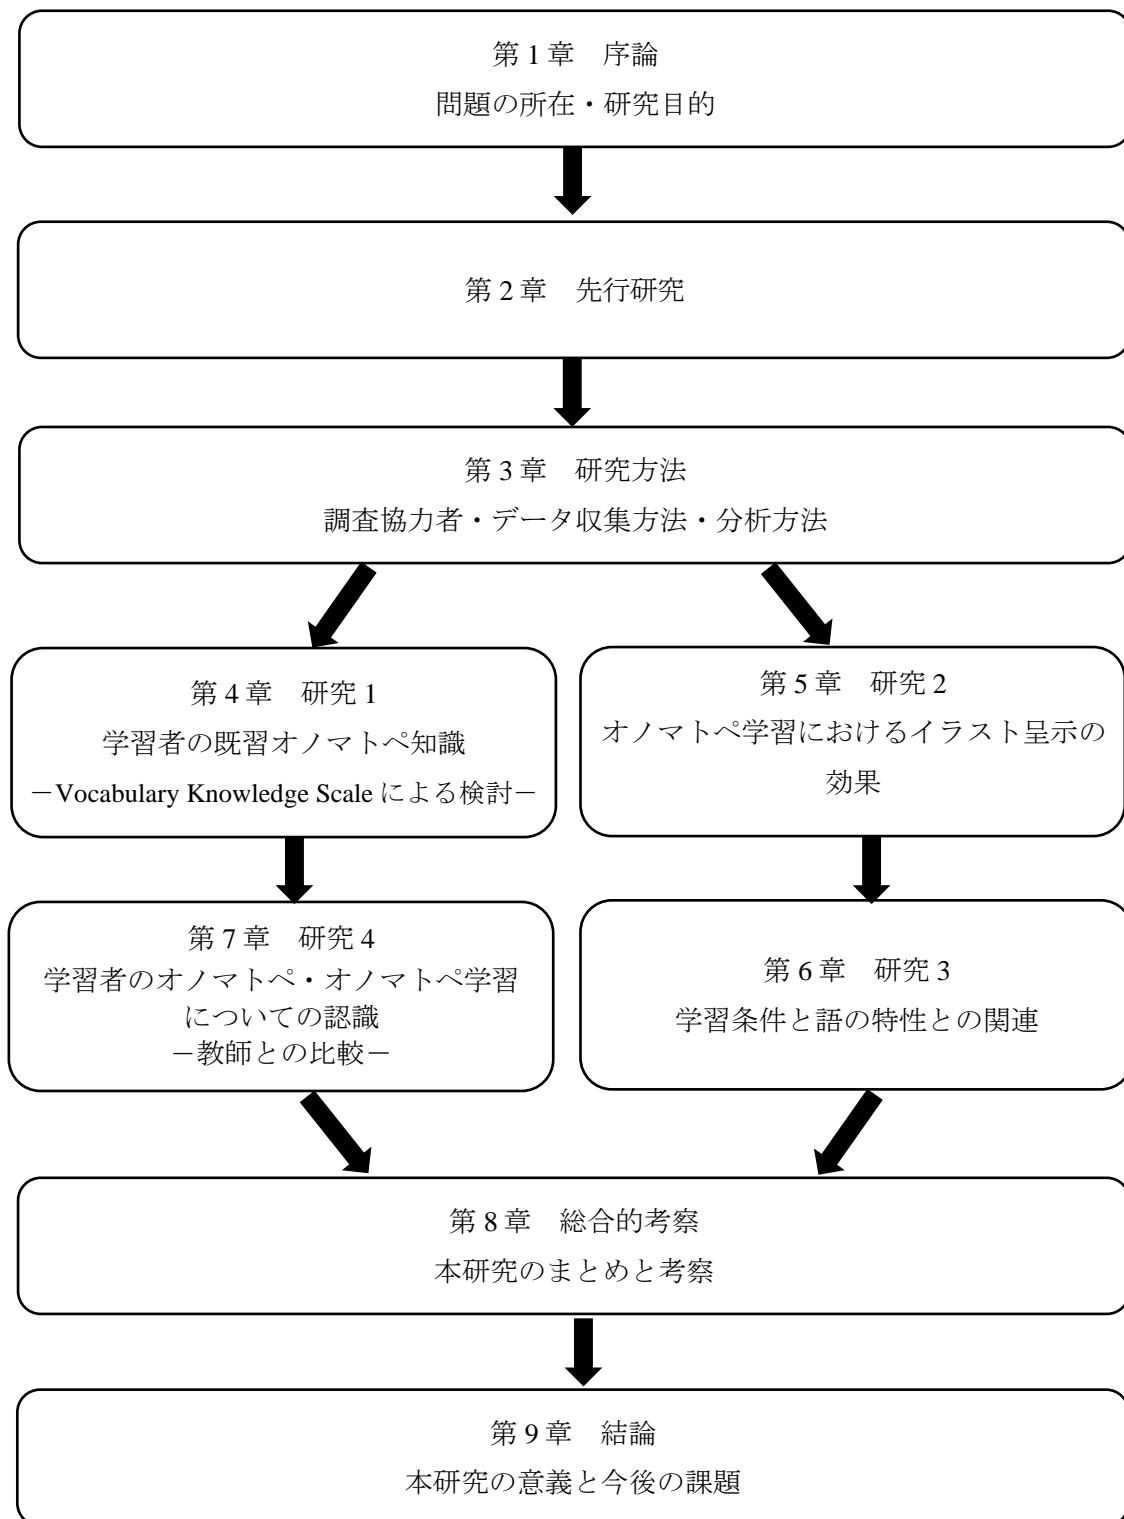 第 1 章　序論
問題の所在・研究目的
第 2 章　先行研究
第 3 章　研究方法
調査協力者・データ収集方法・分析方法
第 4 章　研究 1
学習者の既習オノマトペ知識
－Vocabulary Knowledge Scale による検討－
第 5 章　研究 2
オノマトペ学習におけるイラスト呈示の
効果
第 7 章　研究 4
学習者のオノマトペ・オノマトペ学習
についての認識
－教師との比較－
第 6 章　研究 3
学習条件と語の特性との関連
第 8 章　総合的考察
本研究のまとめと考察
第 9 章　結論
本研究の意義と今後の課題